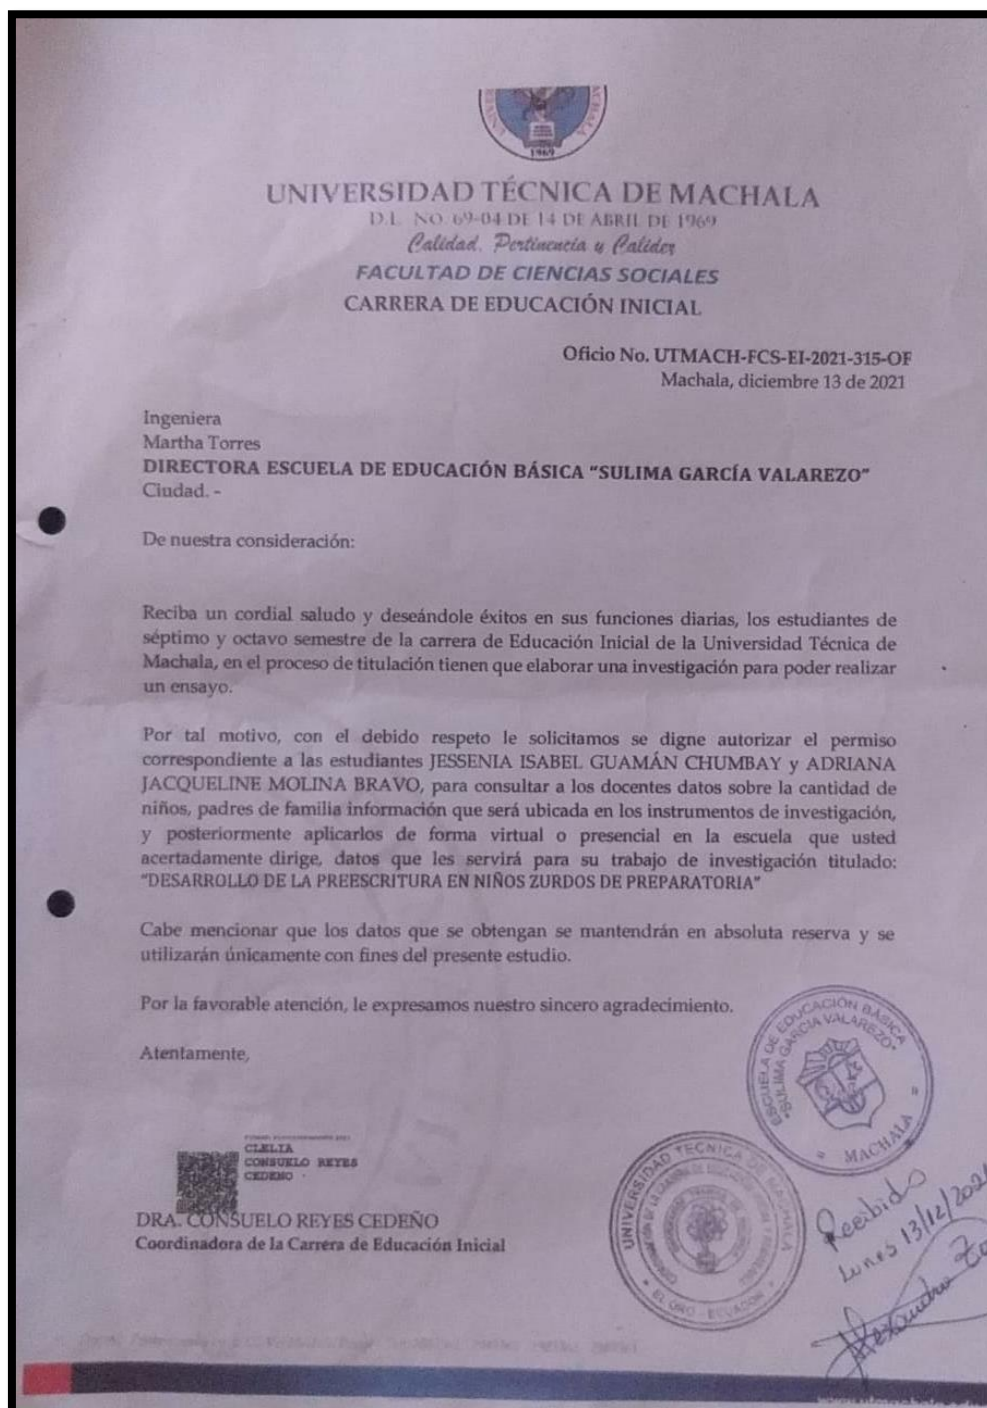 1969
UNIVERSIDAD TÉCNICA DE MACHALA
D.L. NO. 69-04 DE 14 DE ABRIL DE 1969
Calidad, Pertinencia y Calidez
FACULTAD DE CIENCIAS SOCIALES
CARRERA DE EDUCACIÓN INICIAL
Oficio No. UTMACH-FCS-EI-2021-315-OF
Machala, diciembre 13 de 2021
Ingeniera
Martha Torres
DIRECTORA ESCUELA DE EDUCACIÓN BÁSICA "SULIMA GARCÍA VALAREZO"
Ciudad. -
De nuestra consideración:
Reciba un cordial saludo y deseándole éxitos en sus funciones diarias, los estudiantes de
séptimo y octavo semestre de la carrera de Educación Inicial de la Universidad Técnica de
Machala, en el proceso de titulación tienen que elaborar una investigación para poder realizar
un ensayo.
Por tal motivo, con el debido respeto le solicitamos se digne autorizar el permiso
correspondiente a las estudiantes JESSENIA ISABEL GUAMÁN CHUMBAY y ADRIANA
JACQUELINE MOLINA BRAVO, para consultar a los docentes datos sobre la cantidad de
niños, padres de familia información que será ubicada en los instrumentos de investigación,
y posteriormente aplicarlos de forma virtual o presencial en la escuela que usted
acertadamente dirige, datos que les servirá para su trabajo de investigación titulado:
"DESARROLLO DE LA PREESCRITURA EN NIÑOS ZURDOS DE PREPARATORIA"
Cabe mencionar que los datos que se obtengan se mantendrán en absoluta reserva y se
utilizarán únicamente con fines del presente estudio.
Por la favorable atención, le expresamos nuestro sincero agradecimiento.
Atentamente,
ESCUELA DE EDUCACIÓN BÁSICA
"SULIMA GARCIA VALAREZO"
MACHALA
CLELIA
CONSUELO REYES
CEDENO
UNIVERSIDAD TECNICA DE MACHALA
EL ORO - ECUADOR
DRA. CONSUELO REYES CEDEÑO
Coordinadora de la Carrera de Educación Inicial
Recibido
Lunes 13/12/2021